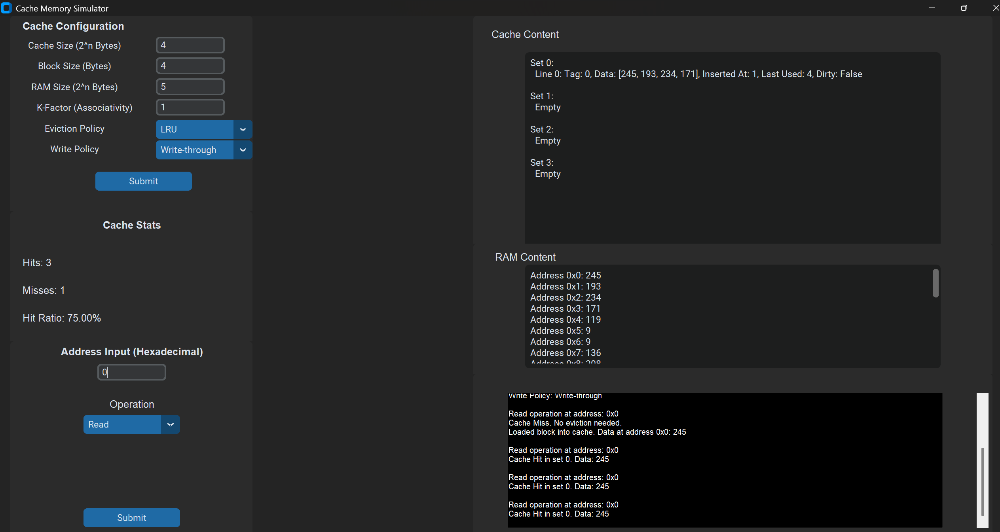 Cache Memory Simulator
Cache Configuration
Cache Size (2^n Bytes) 4
Block Size (Bytes) 4
RAM Size (2^n Bytes) 5
K-Factor (Associativity) 1
Eviction Policy LRU
Write Policy Write-through
Submit
Cache Stats
Hits: 3
Misses: 1
Hit Ratio: 75.00%
Address Input (Hexadecimal)
0
Operation
Read
Submit
Cache Content
Set 0:
Line 0: Tag: 0, Data: [245, 193, 234, 171], Inserted At: 1, Last Used: 4, Dirty: False
Set 1:
Empty
Set 2:
Empty
Set 3:
Empty
RAM Content
Address 0x0: 245
Address 0x1: 193
Address 0x2: 234
Address 0x3: 171
Address 0x4: 119
Address 0x5: 9
Address 0x6: 9
Address 0x7: 136
Address 0x8: 208
Write Policy: Write-through
Read operation at address: 0x0
Cache Miss. No eviction needed.
Loaded block into cache. Data at address 0x0: 245
Read operation at address: 0x0
Cache Hit in set 0. Data: 245
Read operation at address: 0x0
Cache Hit in set 0. Data: 245
Read operation at address: 0x0
Cache Hit in set 0. Data: 245